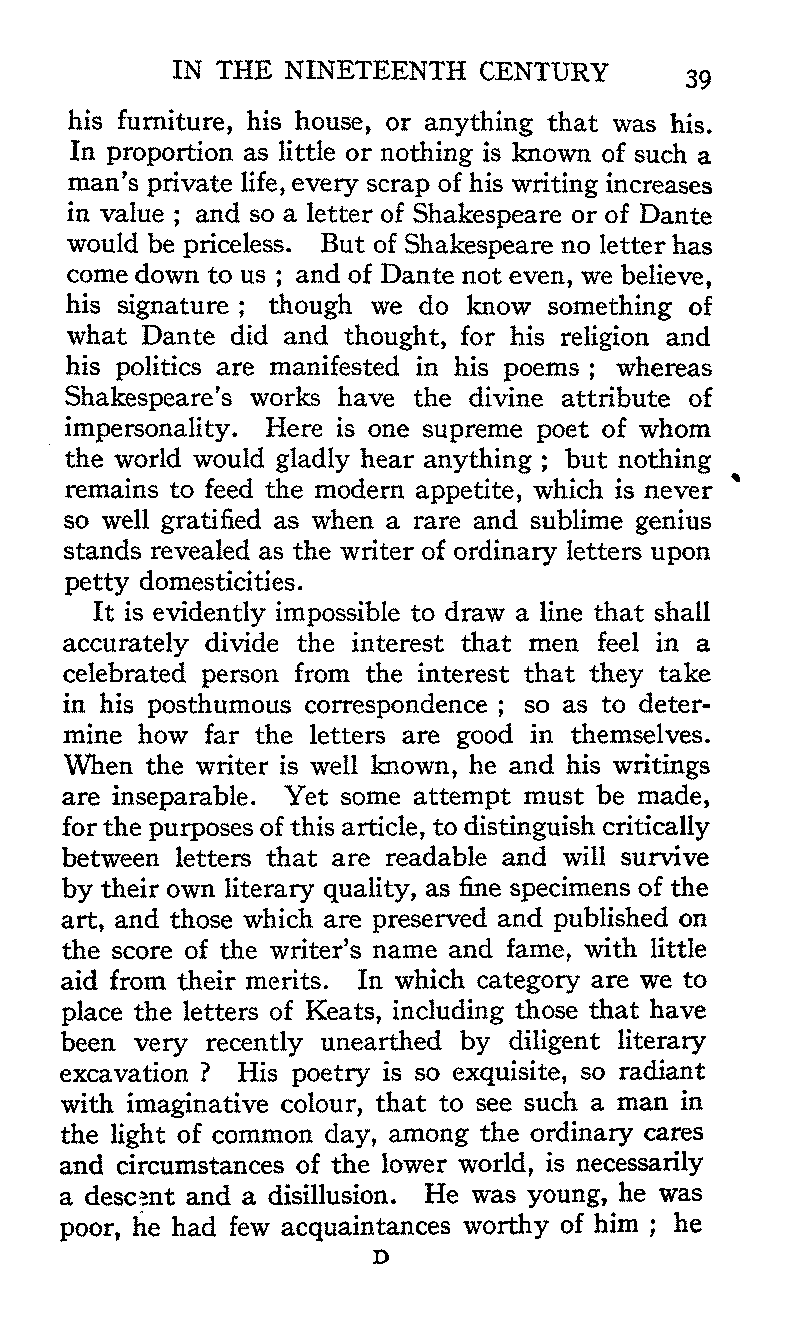 IN THE NINETEENTH CENTURY 39
his furniture, his house, or anything that was his.
In proportion as little or nothing is known of such a
man's private life, every scrap of his writing increases
in value ; and so a letter of Shakespeare or of Dante
would be priceless. But of Shakespeare no letter has
come down to us ; and of Dante not even, we believe,
his signature ; though we do know something of
what Dante did and thought, for his religion and
his politics are manifested in his poems ; whereas
Shakespeare's works have the divine attribute of
impersonality. Here is one supreme poet of whom
the world would gladly hear anything ; but nothing
remains to feed the modern appetite, which is never
so well gratified as when a rare and sublime genius
stands revealed as the writer of ordinary letters upon
petty domesticities.
It is evidently impossible to draw a line that shall
accurately divide the interest that men feel in a
celebrated person from the interest that they take
in his posthumous correspondence ; so as to deter-
mine how far the letters are good in themselves.
When the writer is well known, he and his writings
are inseparable. Yet some attempt must be made,
for the purposes of this article, to distinguish critically
between letters that are readable and will survive
by their own literary quality, as fine specimens of the
art, and those which are preserved and published on
the score of the writer's name and fame, with little
aid from their merits. In which category are we to
place the letters of Keats, including those that have
been very recently unearthed by diligent literary
excavation ? His poetry is so exquisite, so radiant
with imaginative colour, that to see such a man in
the light of common day, among the ordinary cares
and circumstances of the lower world, is necessarily
a descent and a disillusion. He was young, he was
poor, he had few acquaintances worthy of him ; he
D